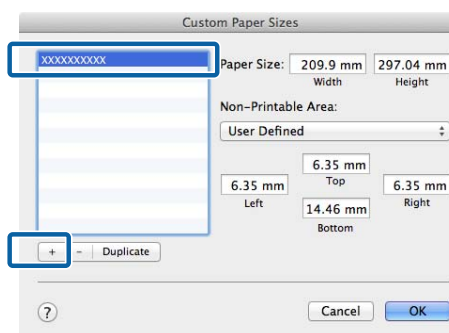 Custom Paper Sizes
XXXXXXXXXX
Paper Size: 209.9 mm 297.04 mm
Width Height
Non-Printable Area:
User Defined
6.35 mm
Top
6.35 mm 6.35 mm
Left Right
14.46 mm
Bottom
+ – Duplicate
? Cancel OK